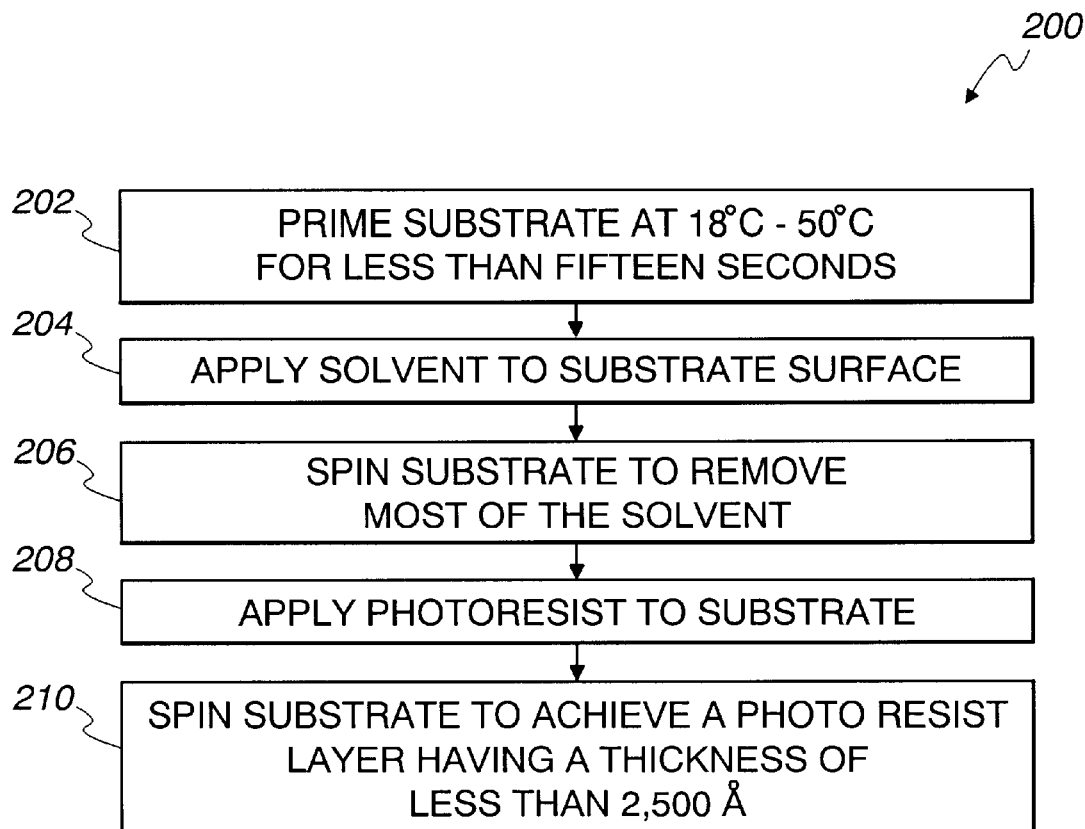 200
202
PRIME SUBSTRATE AT 18°C - 50°C
FOR LESS THAN FIFTEEN SECONDS
204
APPLY SOLVENT TO SUBSTRATE SURFACE
206
SPIN SUBSTRATE TO REMOVE
MOST OF THE SOLVENT
208
APPLY PHOTORESIST TO SUBSTRATE
210
SPIN SUBSTRATE TO ACHIEVE A PHOTO RESIST
LAYER HAVING A THICKNESS OF
LESS THAN 2,500 Å